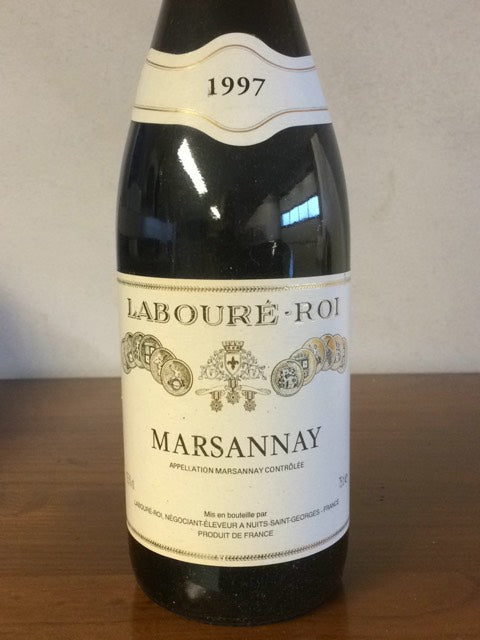 1997
LABOURÉ-ROI
MARSANNAY
APPELLATION MARSANNAY CONTRÔLÉE
Mis en bouteille par
LABOURÉ-ROI, NÉGOCIANT-ÉLEVEUR A NUITS-SAINT-GEORGES - FRANCE
PRODUIT DE FRANCE